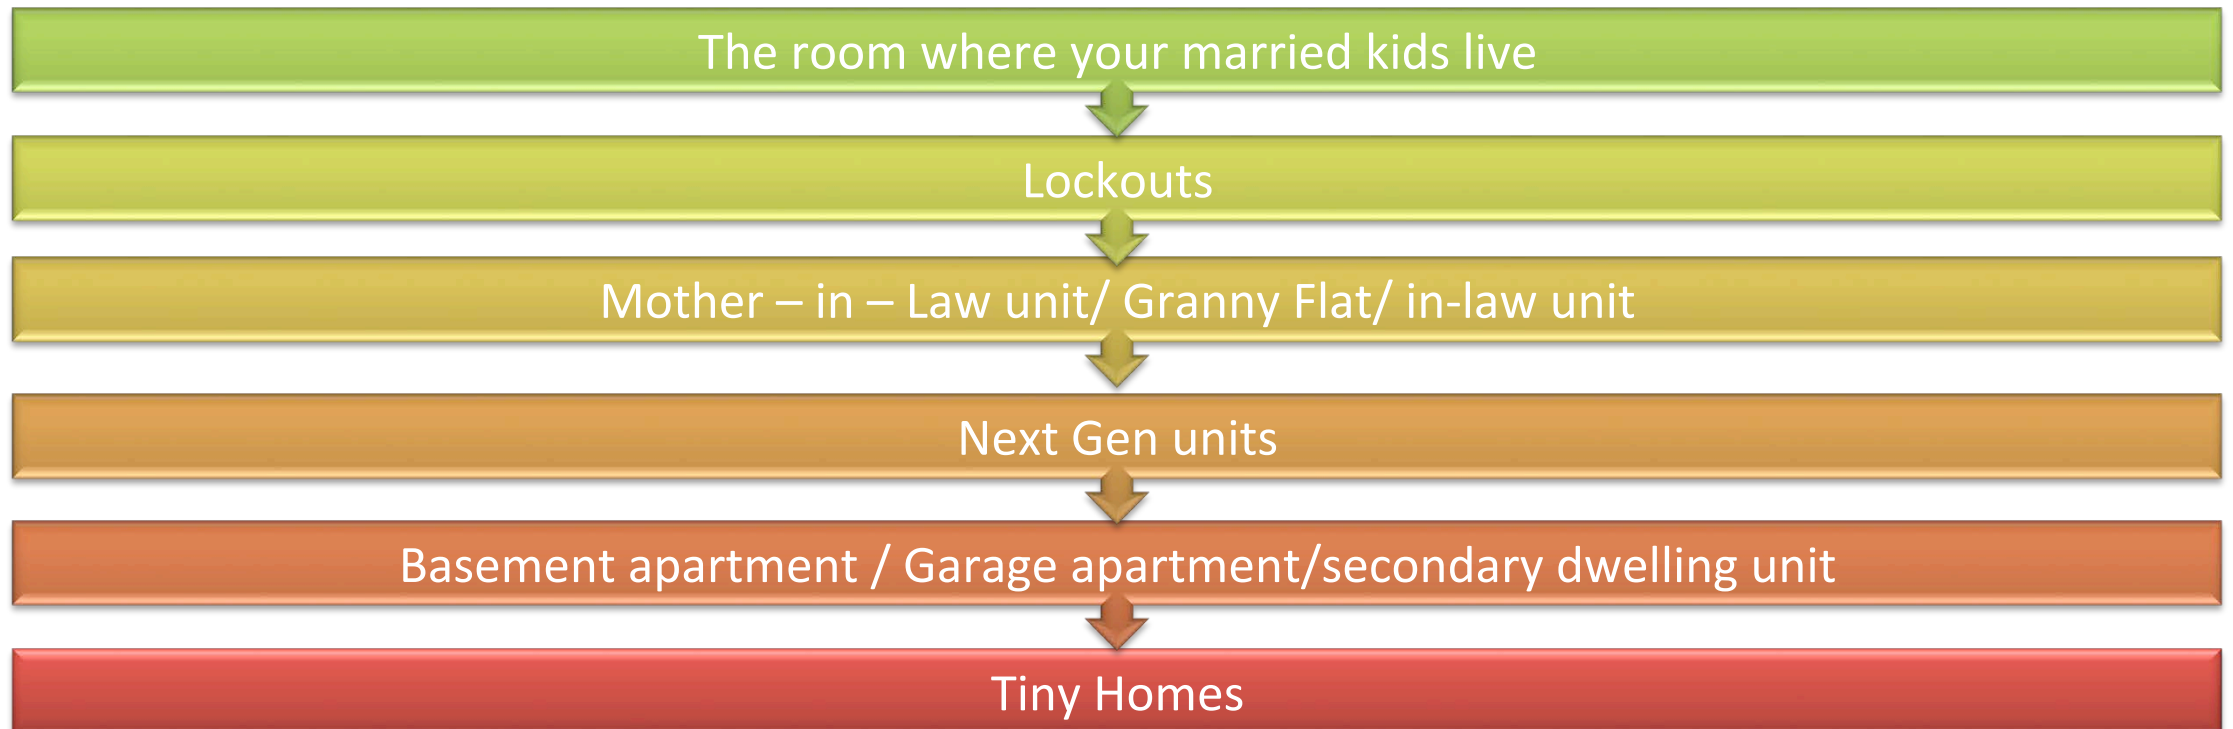 The room where your married kids live
Lockouts
Mother – in – Law unit/ Granny Flat/ in-law unit
Next Gen units
Basement apartment / Garage apartment/secondary dwelling unit
Tiny Homes